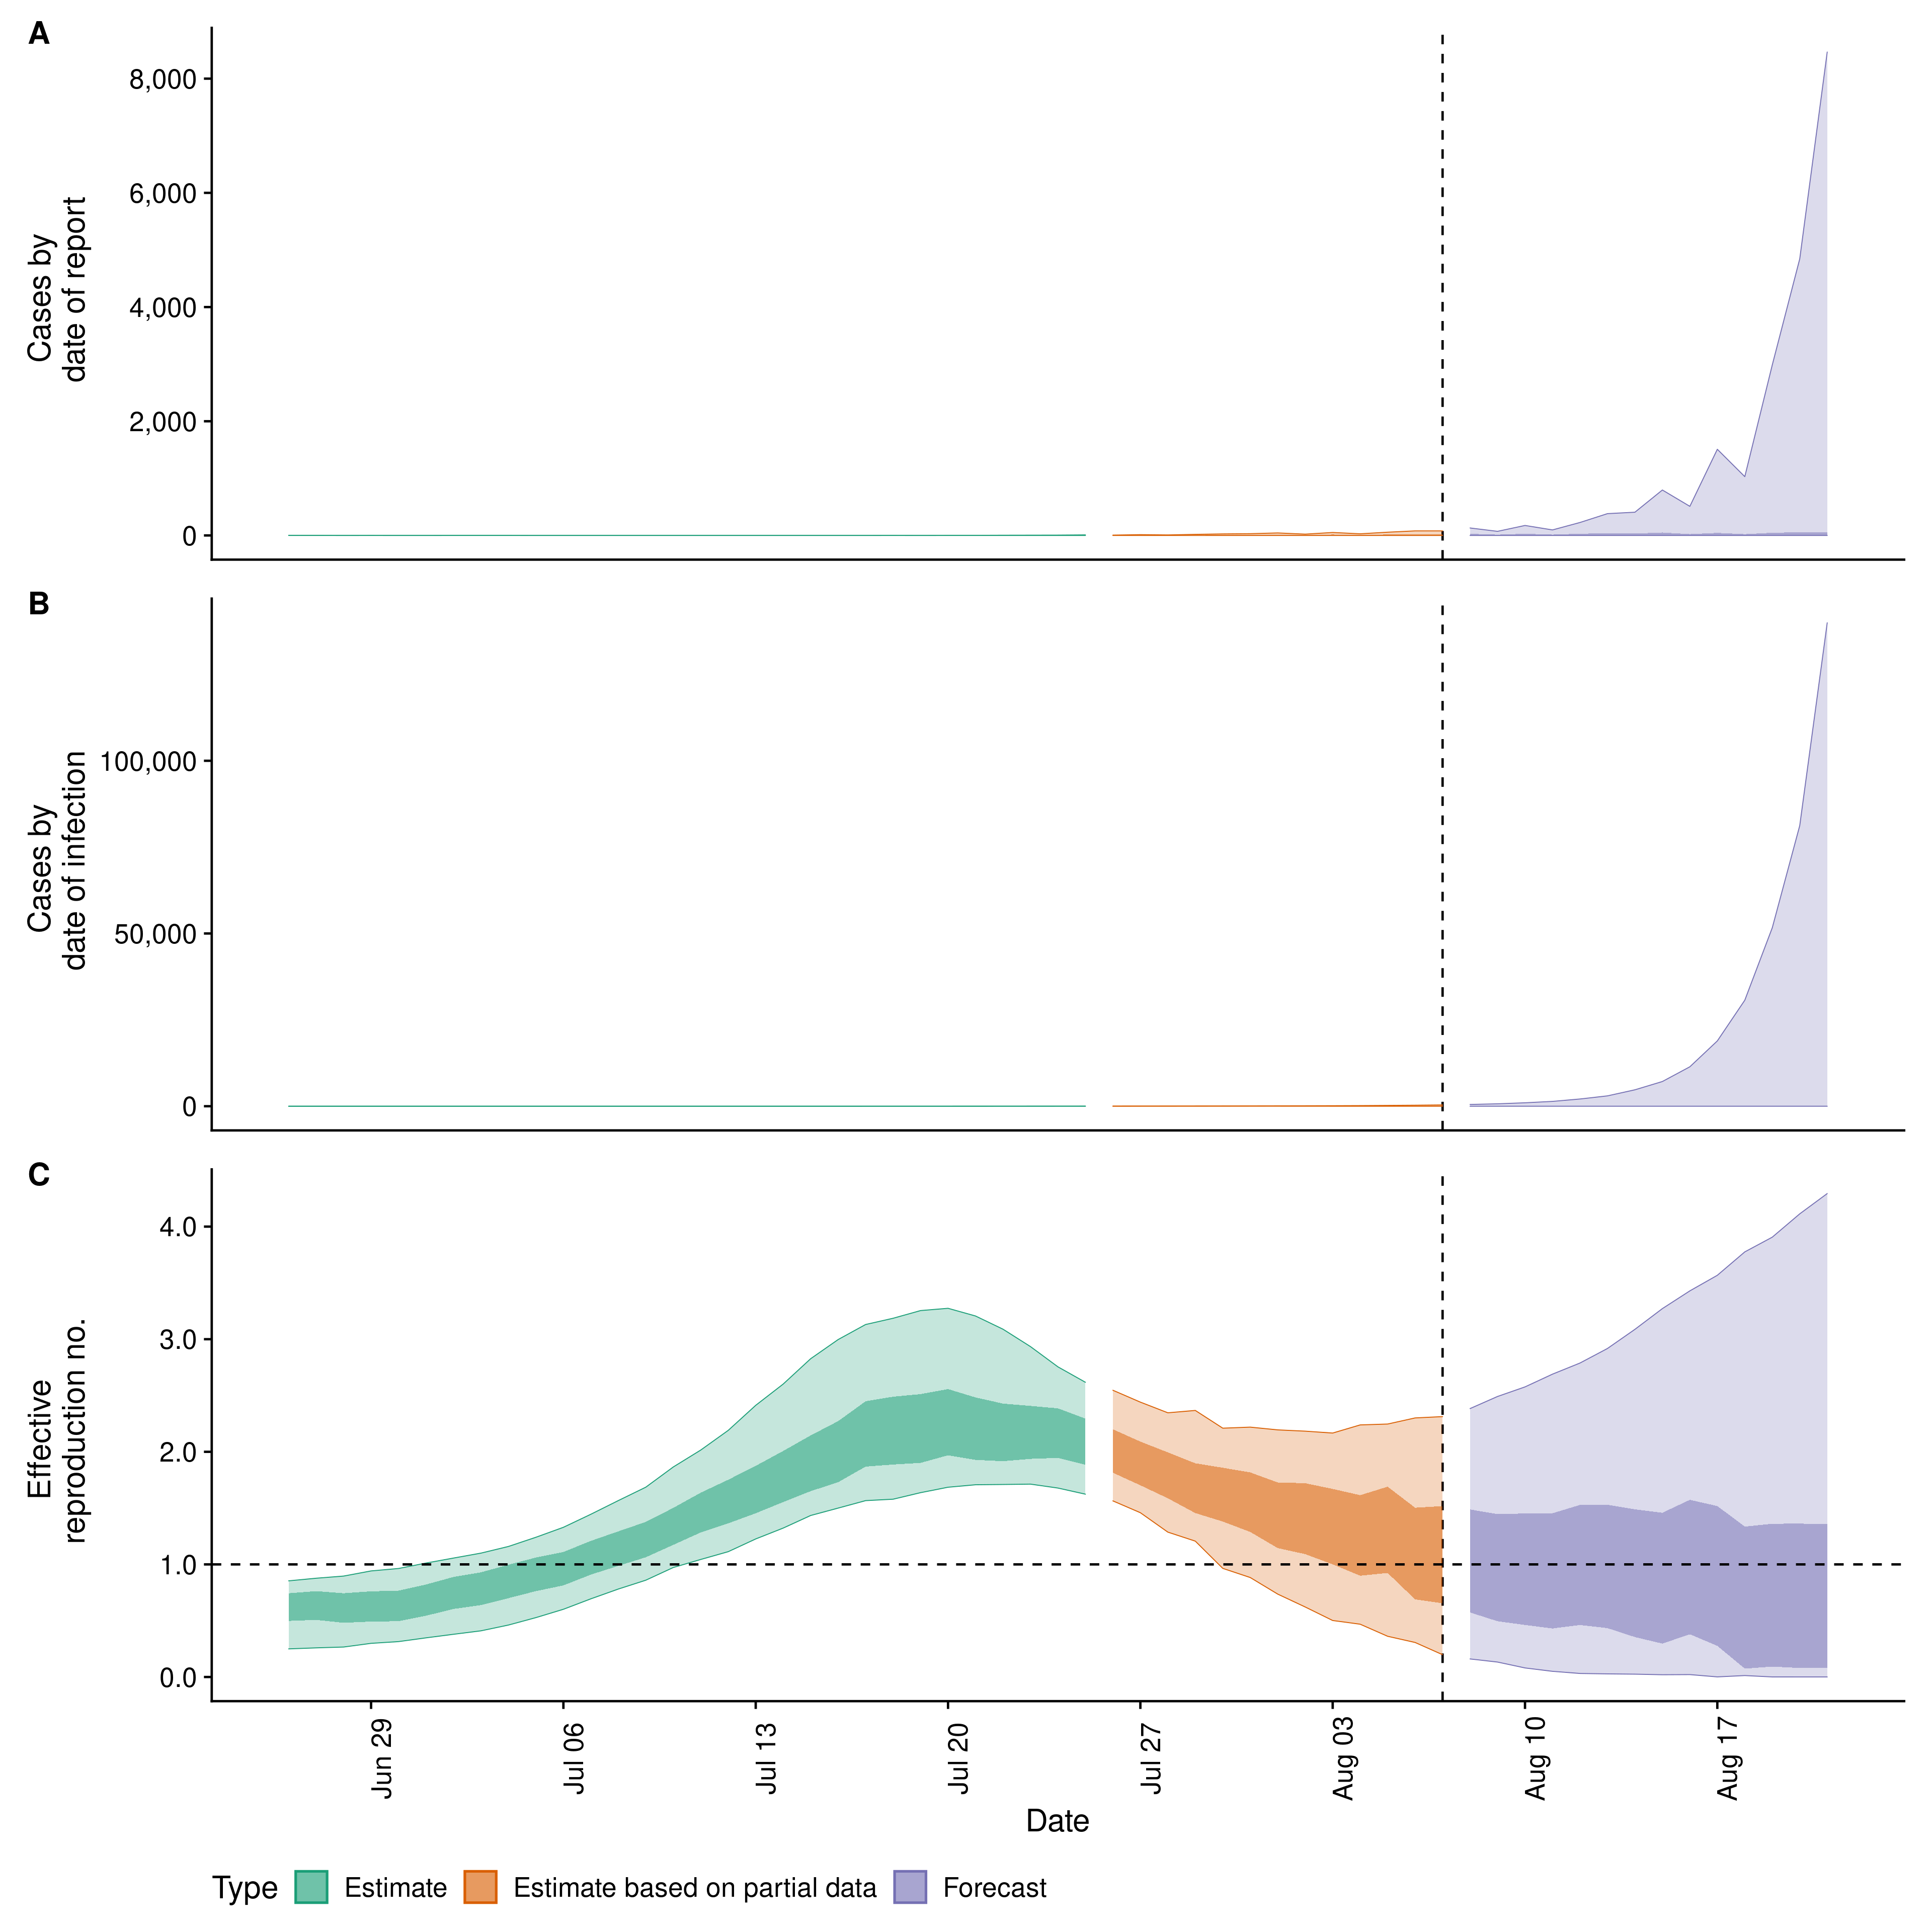 A
8,000
6,000
4,000
2,000
0
Cases by
date of report
B
100,000
50,000
0
Cases by
date of infection
C
4.0
3.0
2.0
1.0
0.0
Effective
reproduction no.
Jun 29
Jul 06
Jul 13
Jul 20
Jul 27
Aug 03
Aug 10
Aug 17
Date
Type Estimate Estimate based on partial data Forecast